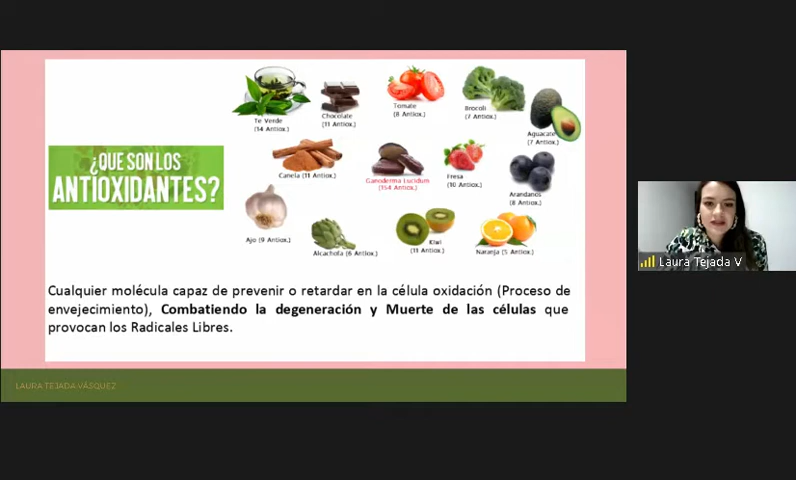 ¿QUE SON LOS
ANTIOXIDANTES?
Te Verde
(14 Antiox.)
Chocolate
(11 Antiox.)
Tomate
(8 Antiox.)
Brocoli
(7 Antiox.)
Aguacate
(7 Antiox.)
Canela (11 Antiox.)
Ganoderma Lucidum
(154 Antiox.)
Fresa
(10 Antiox.)
Arandanos
(8 Antiox.)
Ajo (9 Antiox.)
Alcachofa (6 Antiox.)
Kiwi
(11 Antiox.)
Naranja (5 Antiox.)
Cualquier molécula capaz de prevenir o retardar en la célula oxidación (Proceso de
envejecimiento), Combatiendo la degeneración y Muerte de las células que
provocan los Radicales Libres.
LAURA TEJADA VÁSQUEZ
Laura Tejada V